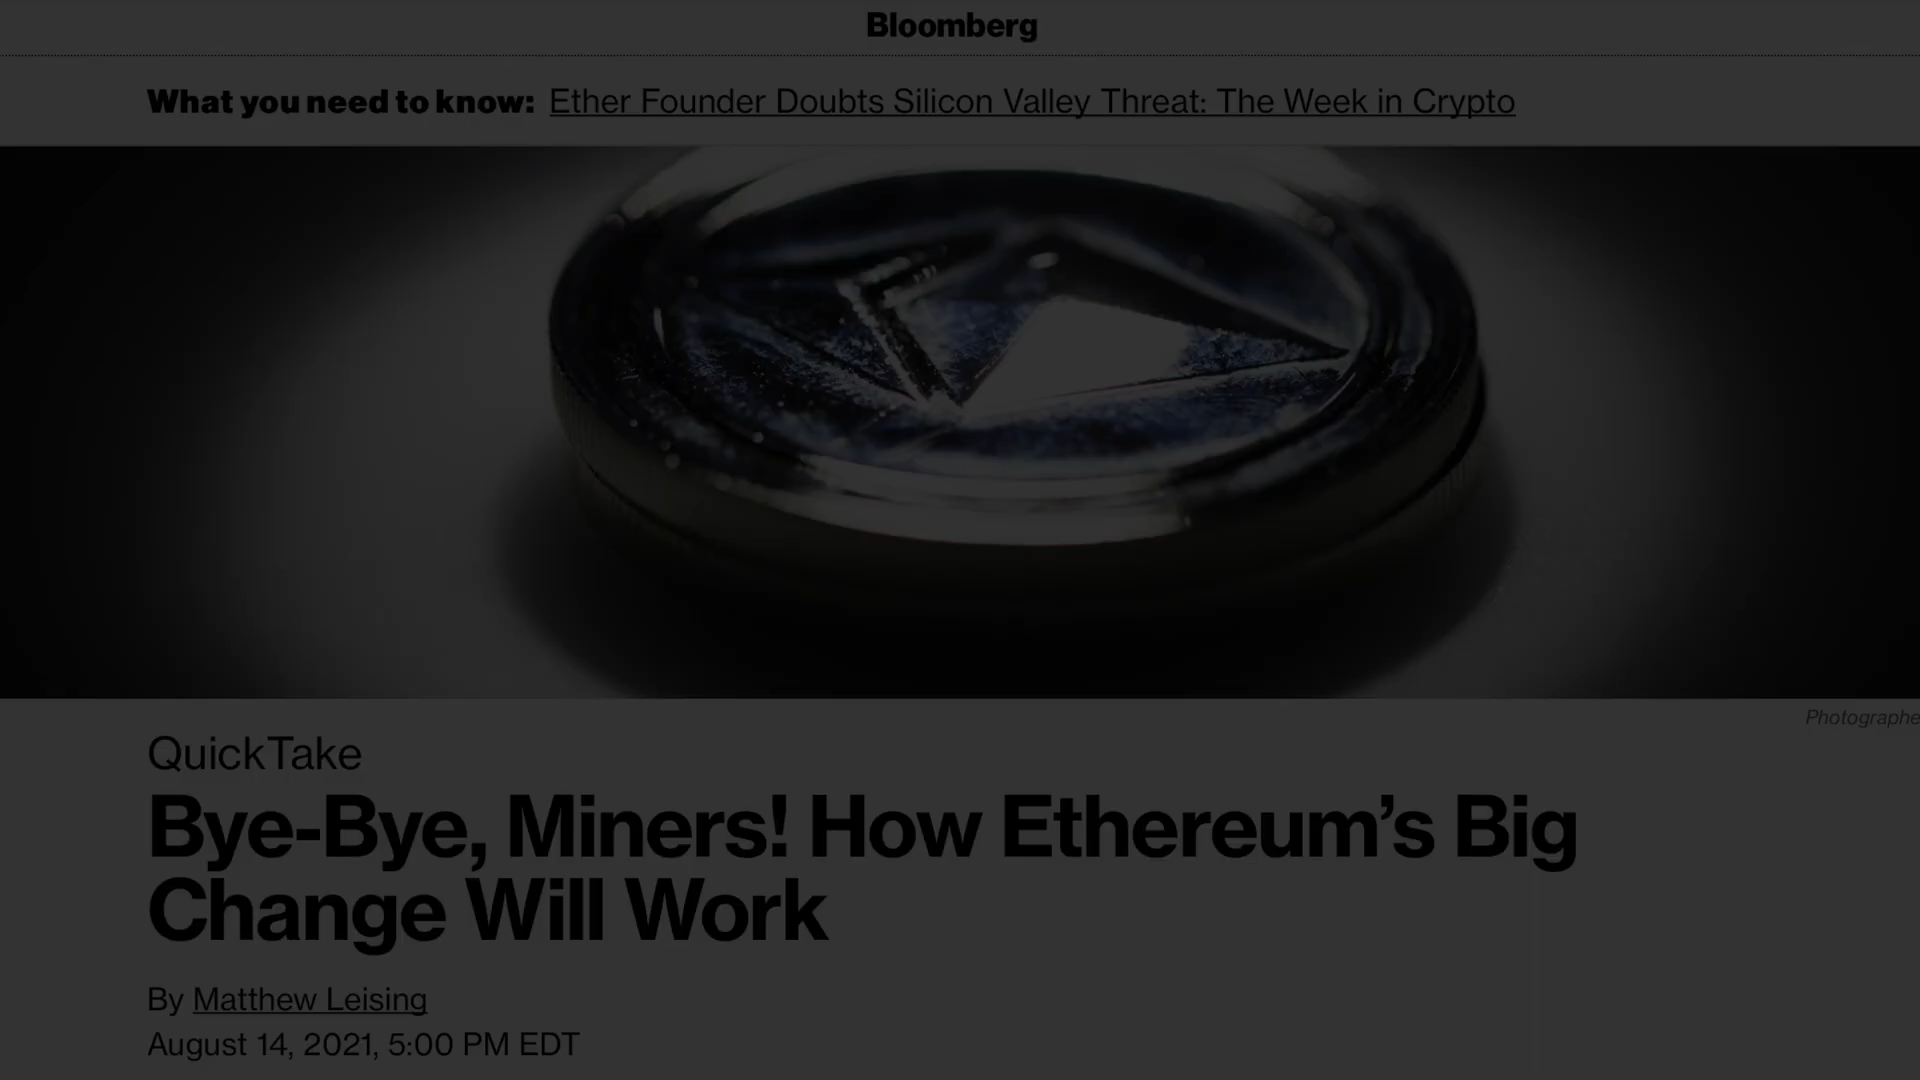 Bloomberg
What you need to know: Ether Founder Doubts Silicon Valley Threat: The Week in Crypto
Photographe
QuickTake
Bye-Bye, Miners! How Ethereum’s Big
Change Will Work
By Matthew Leising
August 14, 2021, 5:00 PM EDT